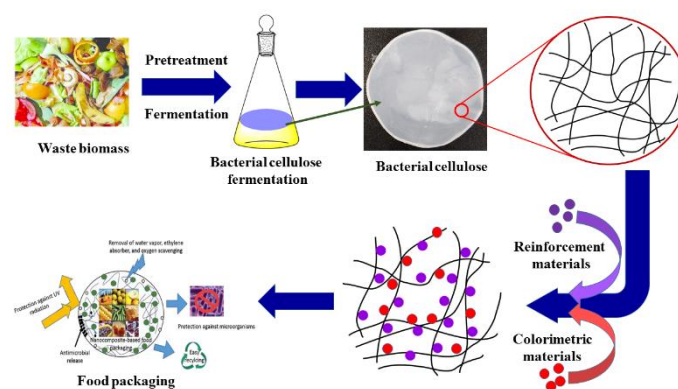 Pretreatment
Fermentation
Waste biomass
Bacterial cellulose
fermentation
Bacterial cellulose
Reinforcement
materials
Colorimetric
materials
Removal of water vapor, ethylene
absorber, and oxygen scavenging
Protection against UV
radiation
Nanocomposite-based food
packaging
Antimicrobial
release
Protection against microorganisms
Easy
recycling
Food packaging